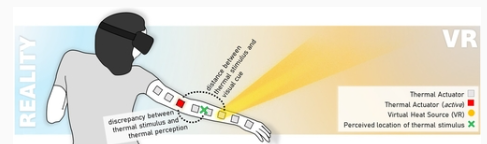 REALITY
VR
distance between
thermal stimulus and
visual cue
discrepancy between
thermal stimulus and
thermal perception
Thermal Actuator
Thermal Actuator (active)
Virtual Heat Source (VR)
Perceived location of thermal stimulus